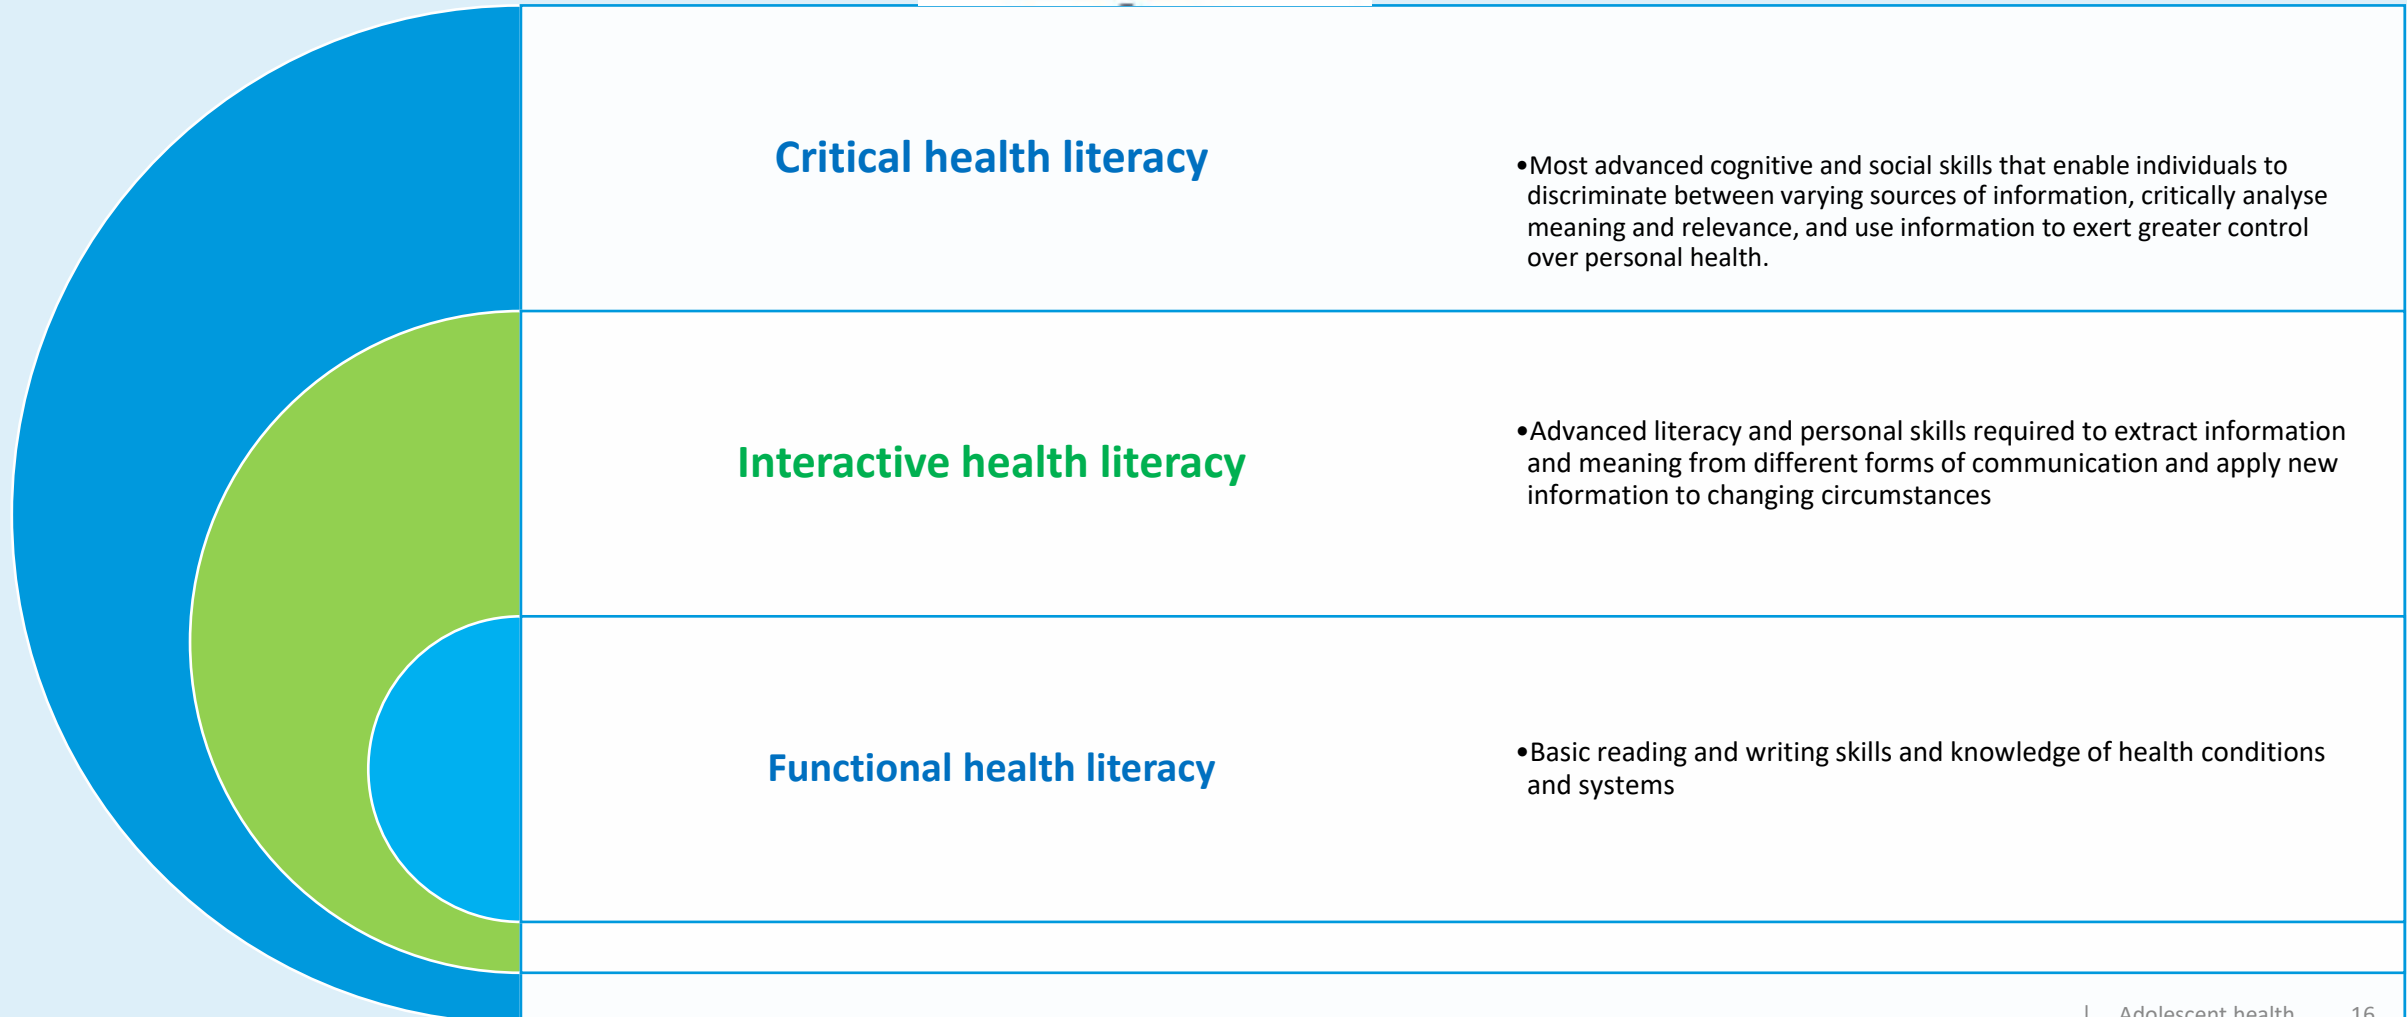 Critical health literacy
•Most advanced cognitive and social skills that enable individuals to
discriminate between varying sources of information, critically analyse
meaning and relevance, and use information to exert greater control
over personal health.
Interactive health literacy
•Advanced literacy and personal skills required to extract information
and meaning from different forms of communication and apply new
information to changing circumstances
Functional health literacy
•Basic reading and writing skills and knowledge of health conditions
and systems
| Adolescent health 16